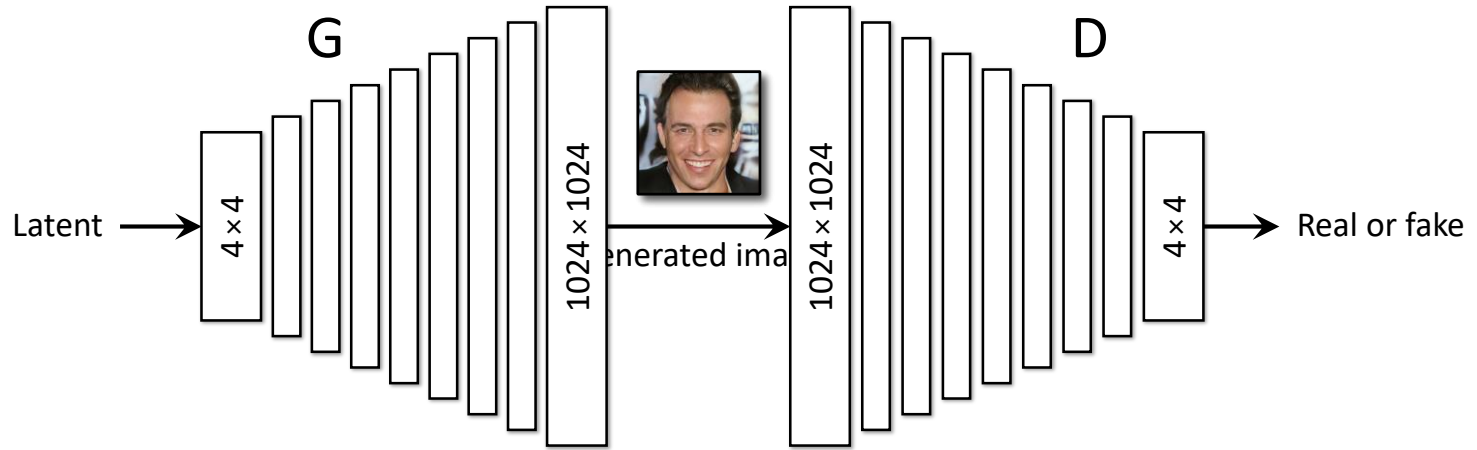 G
D
4×4
1024×1024
1024×1024
4×4
Latent
enerated ima
Real or fake